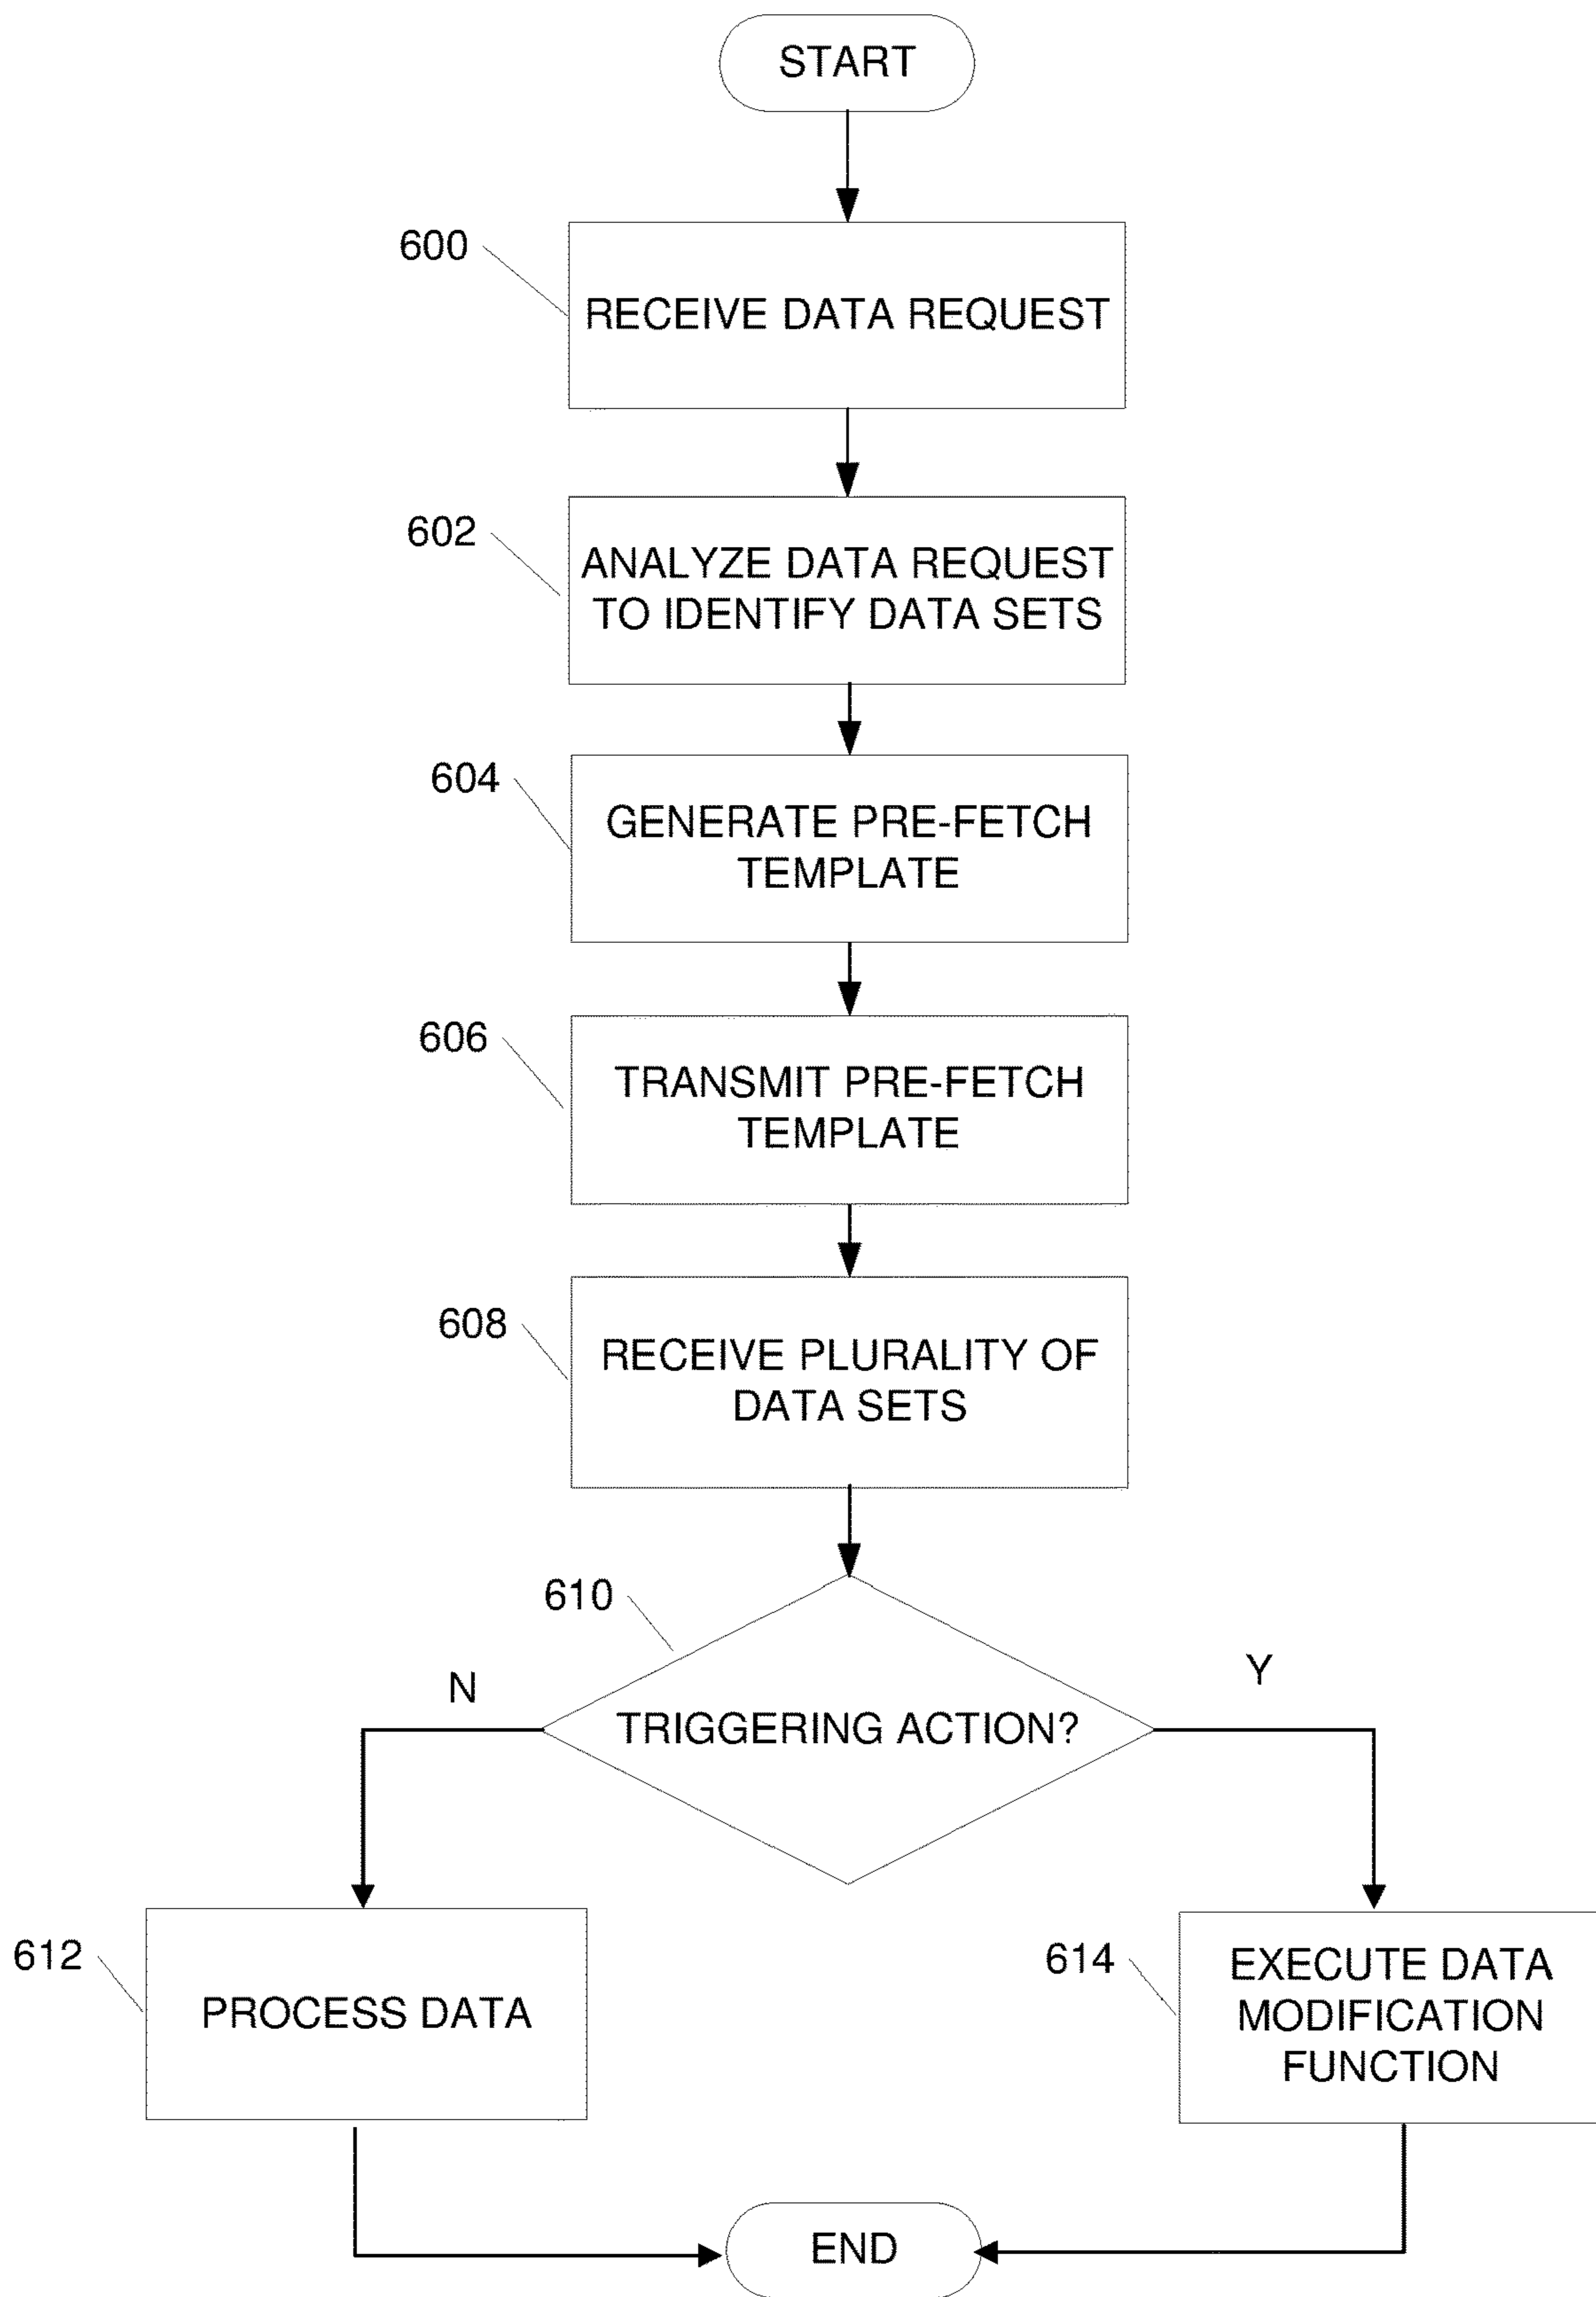 START
600
RECEIVE DATA REQUEST
602
ANALYZE DATA REQUEST
TO IDENTIFY DATA SETS
604
GENERATE PRE-FETCH
TEMPLATE
606
TRANSMIT PRE-FETCH
TEMPLATE
608
RECEIVE PLURALITY OF
DATA SETS
610
N
Y
TRIGGERING ACTION?
612
PROCESS DATA
614
EXECUTE DATA
MODIFICATION
FUNCTION
END